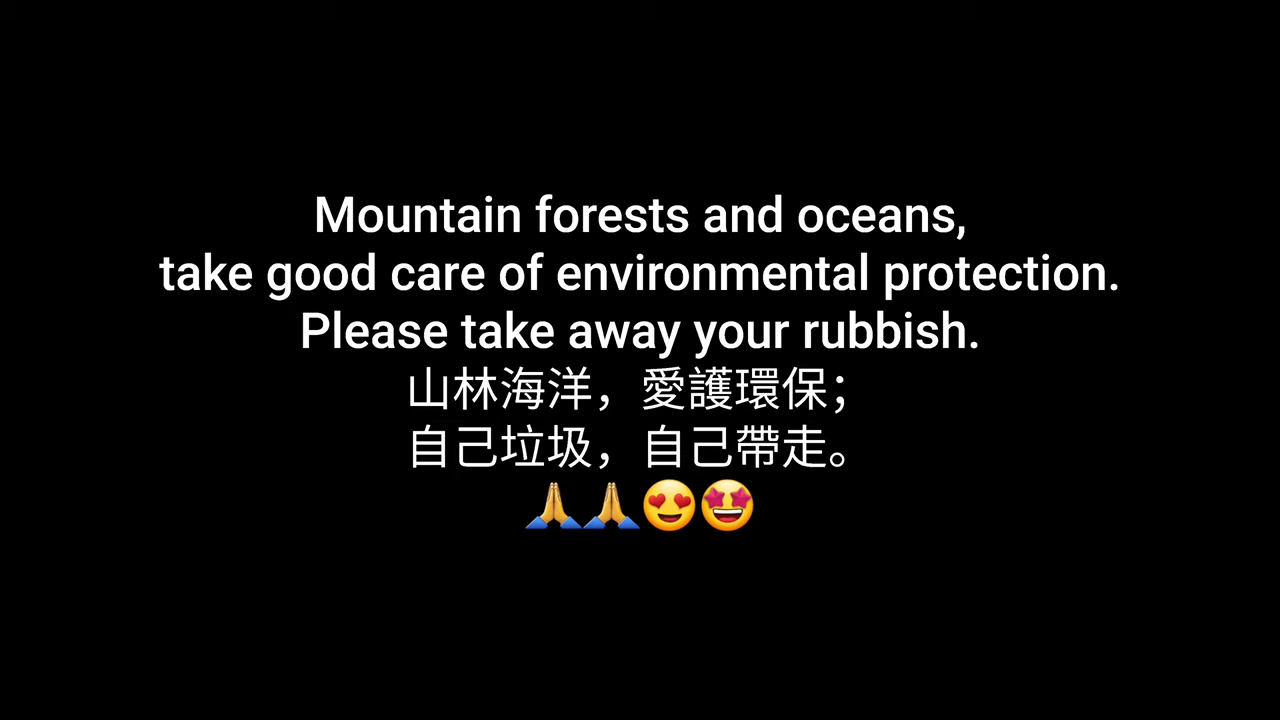 Mountain forests and oceans,
take good care of environmental protection.
Please take away your rubbish.
山林海洋，愛護環保；
自己垃圾，自己帶走。
🙏🙏😍🤩